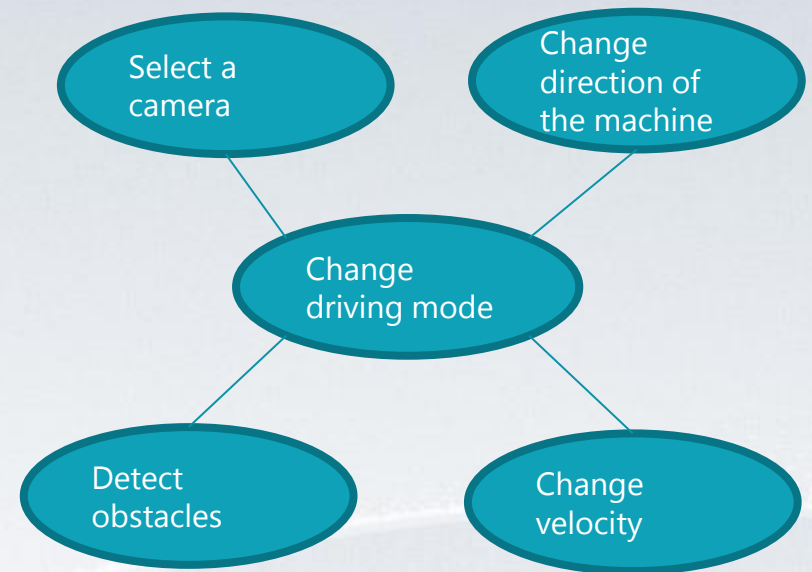 Select a
camera
Change
direction of
the machine
Change
driving mode
Detect
obstacles
Change
velocity